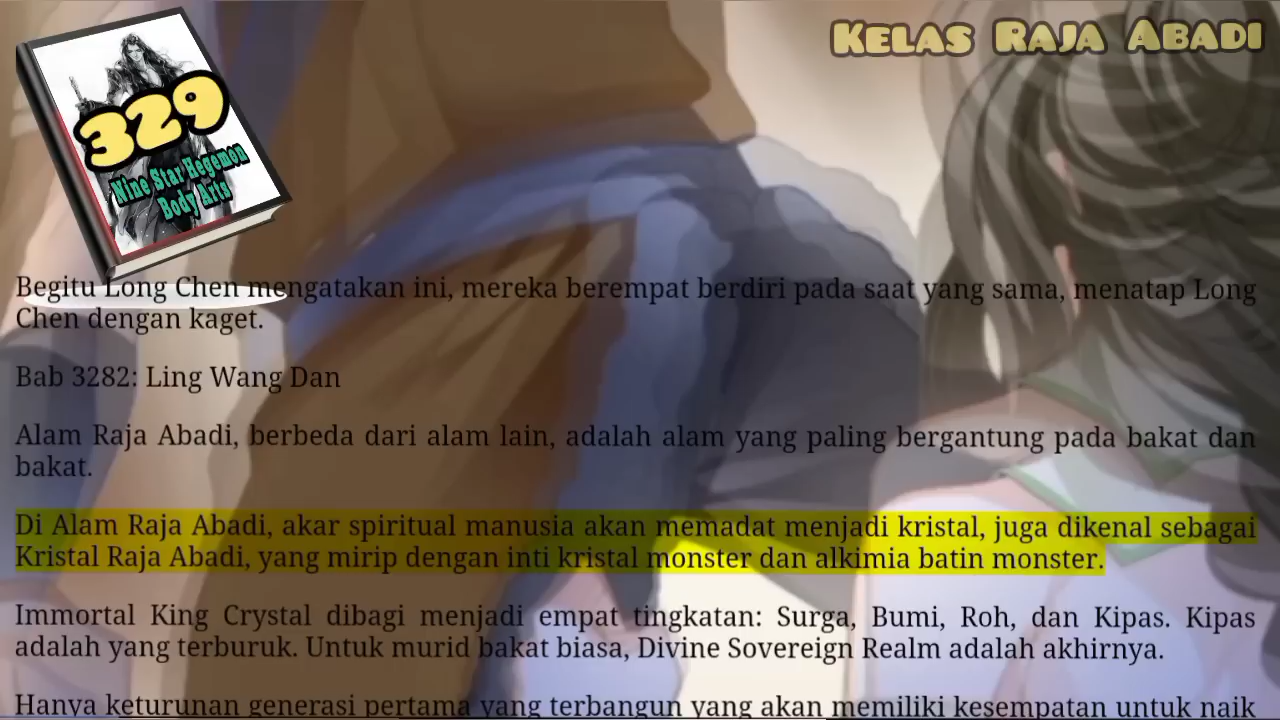 Kelas Raja Abadi
329
Nine Star Hegemon
Body Arts
Begitu Long Chen mengatakan ini, mereka berempat berdiri pada saat yang sama, menatap Long
Chen dengan kaget.
Bab 3282: Ling Wang Dan
Alam Raja Abadi, berbeda dari alam lain, adalah alam yang paling bergantung pada bakat dan
bakat.
Di Alam Raja Abadi, akar spiritual manusia akan memadat menjadi kristal, juga dikenal sebagai
Kristal Raja Abadi, yang mirip dengan inti kristal monster dan alkimia batin monster.
Immortal King Crystal dibagi menjadi empat tingkatan: Surga, Bumi, Roh, dan Kipas. Kipas
adalah yang terburuk. Untuk murid bakat biasa, Divine Sovereign Realm adalah akhirnya.
Hanya keturunan generasi pertama yang terbangun yang akan memiliki kesempatan untuk naik